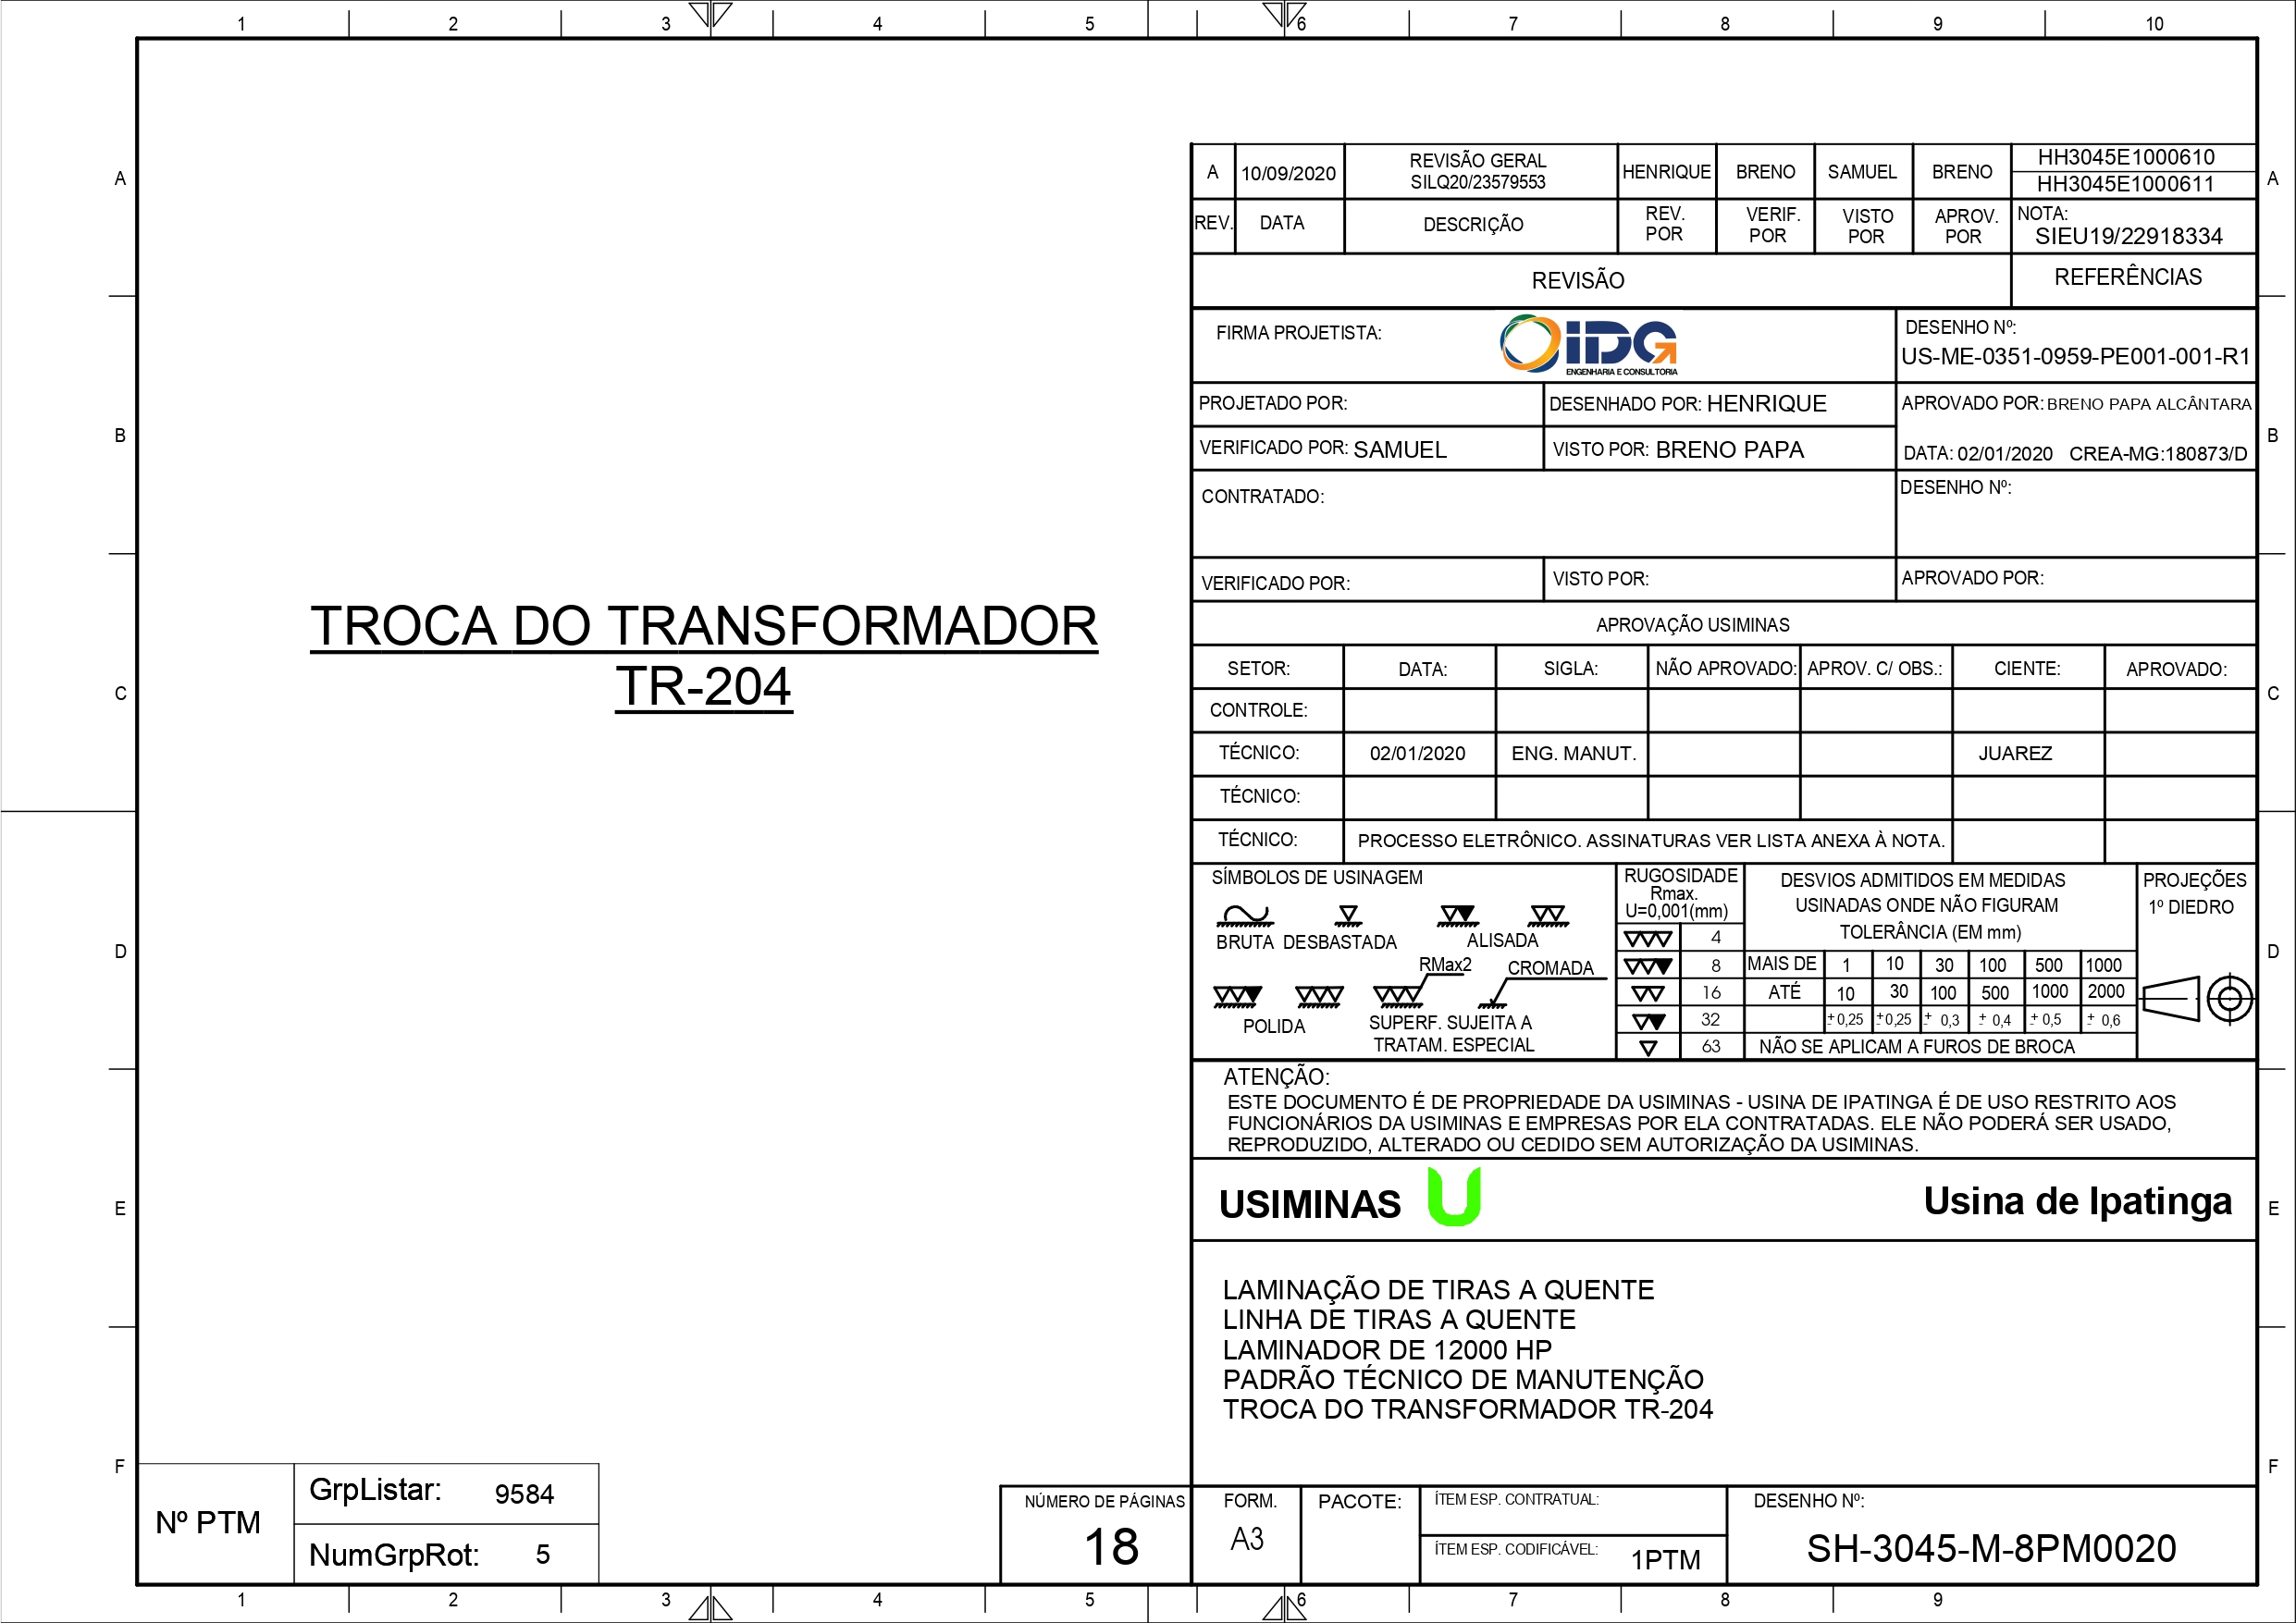 1 2 3 4 5 6 7 8 9 10
A
B
C
D
E
F
TROCA DO TRANSFORMADOR
TR-204
Nº PTM
GrpListar: 9584
NumGrpRot: 5
NÚMERO DE PÁGINAS
18
A 10/09/2020 REVISÃO GERAL SILQ20/23579553 HENRIQUE BRENO SAMUEL BRENO HH3045E1000610
HH3045E1000611
REV. DATA DESCRIÇÃO REV. POR VERIF. POR VISTO POR APROV. POR NOTA:
SIEU19/22918334
REVISÃO REFERÊNCIAS
FIRMA PROJETISTA: IDG
ENGENHARIA E CONSULTORIA
DESENHO Nº:
US-ME-0351-0959-PE001-001-R1
PROJETADO POR: DESENHADO POR: HENRIQUE APROVADO POR: BRENO PAPA ALCÂNTARA
VERIFICADO POR: SAMUEL VISTO POR: BRENO PAPA DATA: 02/01/2020 CREA-MG:180873/D
CONTRATADO: DESENHO Nº:
VERIFICADO POR: VISTO POR: APROVADO POR:
APROVAÇÃO USIMINAS
SETOR: DATA: SIGLA: NÃO APROVADO: APROV. C/ OBS.: CIENTE: APROVADO:
CONTROLE:
TÉCNICO: 02/01/2020 ENG. MANUT. JUAREZ
TÉCNICO:
TÉCNICO: PROCESSO ELETRÔNICO. ASSINATURAS VER LISTA ANEXA À NOTA.
SÍMBOLOS DE USINAGEM
BRUTA DESBASTADA ALISADA
RMax2 CROMADA
POLIDA SUPERF. SUJEITA A
TRATAM. ESPECIAL
RUGOSIDADE
Rmax.
U=0,001(mm)
4
8
16
32
63
DESVIOS ADMITIDOS EM MEDIDAS
USINADAS ONDE NÃO FIGURAM
TOLERÂNCIA (EM mm)
MAIS DE 1 10 30 100 500 1000
ATÉ 10 30 100 500 1000 2000
± 0,25 ± 0,25 ± 0,3 ± 0,4 ± 0,5 ± 0,6
NÃO SE APLICAM A FUROS DE BROCA
PROJEÇÕES
1º DIEDRO
ATENÇÃO:
ESTE DOCUMENTO É DE PROPRIEDADE DA USIMINAS - USINA DE IPATINGA É DE USO RESTRITO AOS
FUNCIONÁRIOS DA USIMINAS E EMPRESAS POR ELA CONTRATADAS. ELE NÃO PODERÁ SER USADO,
REPRODUZIDO, ALTERADO OU CEDIDO SEM AUTORIZAÇÃO DA USIMINAS.
USIMINAS Usina de Ipatinga
LAMINAÇÃO DE TIRAS A QUENTE
LINHA DE TIRAS A QUENTE
LAMINADOR DE 12000 HP
PADRÃO TÉCNICO DE MANUTENÇÃO
TROCA DO TRANSFORMADOR TR-204
FORM.
A3
PACOTE:
ÍTEM ESP. CONTRATUAL:
ÍTEM ESP. CODIFICÁVEL: 1PTM
DESENHO Nº:
SH-3045-M-8PM0020
A
B
C
D
E
F
1 2 3 4 5 6 7 8 9